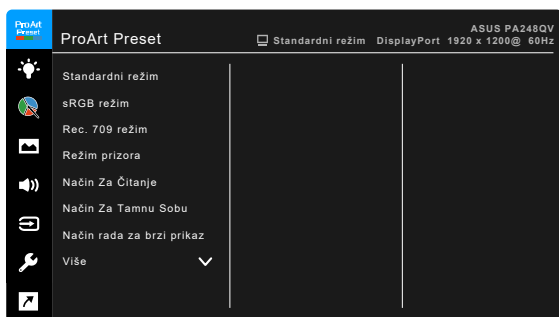 ProArt
Preset
ProArt Preset
ASUS PA248QV
Standardni režim DisplayPort 1920 x 1200@ 60Hz
Standardni režim
sRGB režim
Rec. 709 režim
Režim prizora
Način Za Čitanje
Način Za Tamnu Sobu
Način rada za brzi prikaz
Više